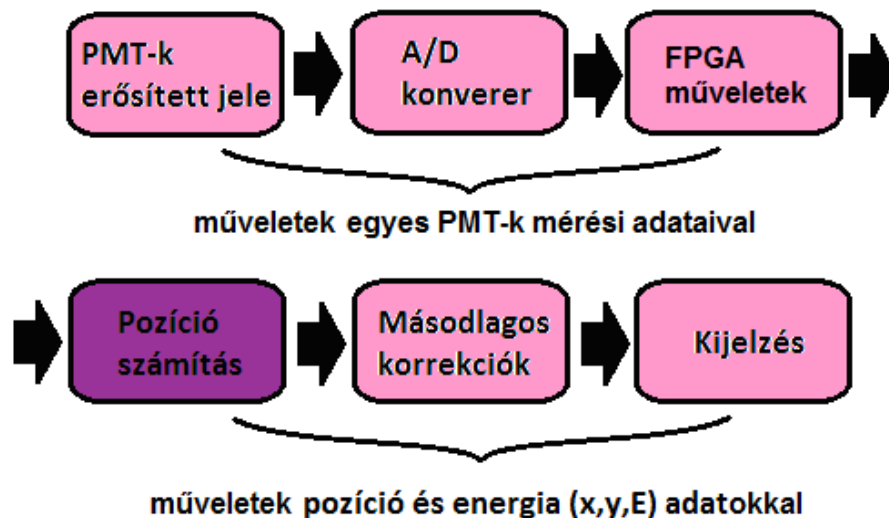 PMT-k
erősített jele
A/D
konverer
FPGA
műveletek
műveletek egyes PMT-k mérési adataival
Pozíció
számítás
Másodlagos
korrekciók
Kijelzés
műveletek pozíció és energia (x,y,E) adatokkal